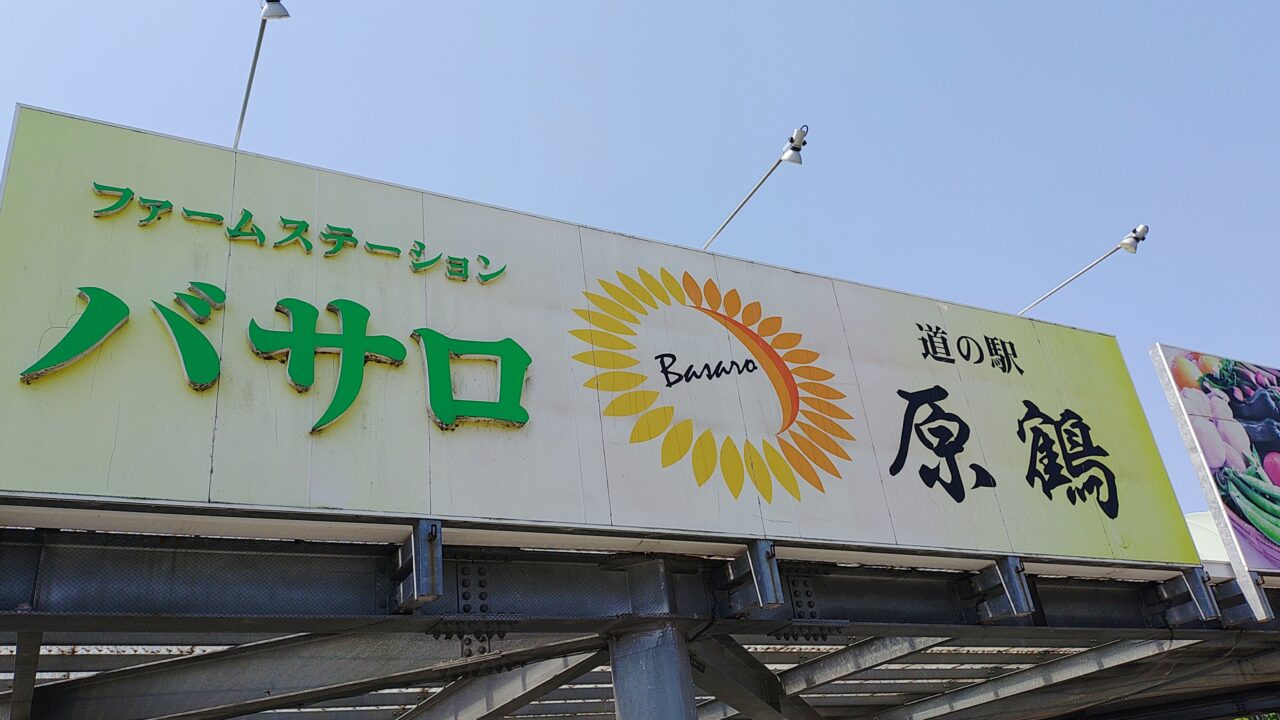 ファームステーション
バサロ
Basaro
道の駅
原鶴